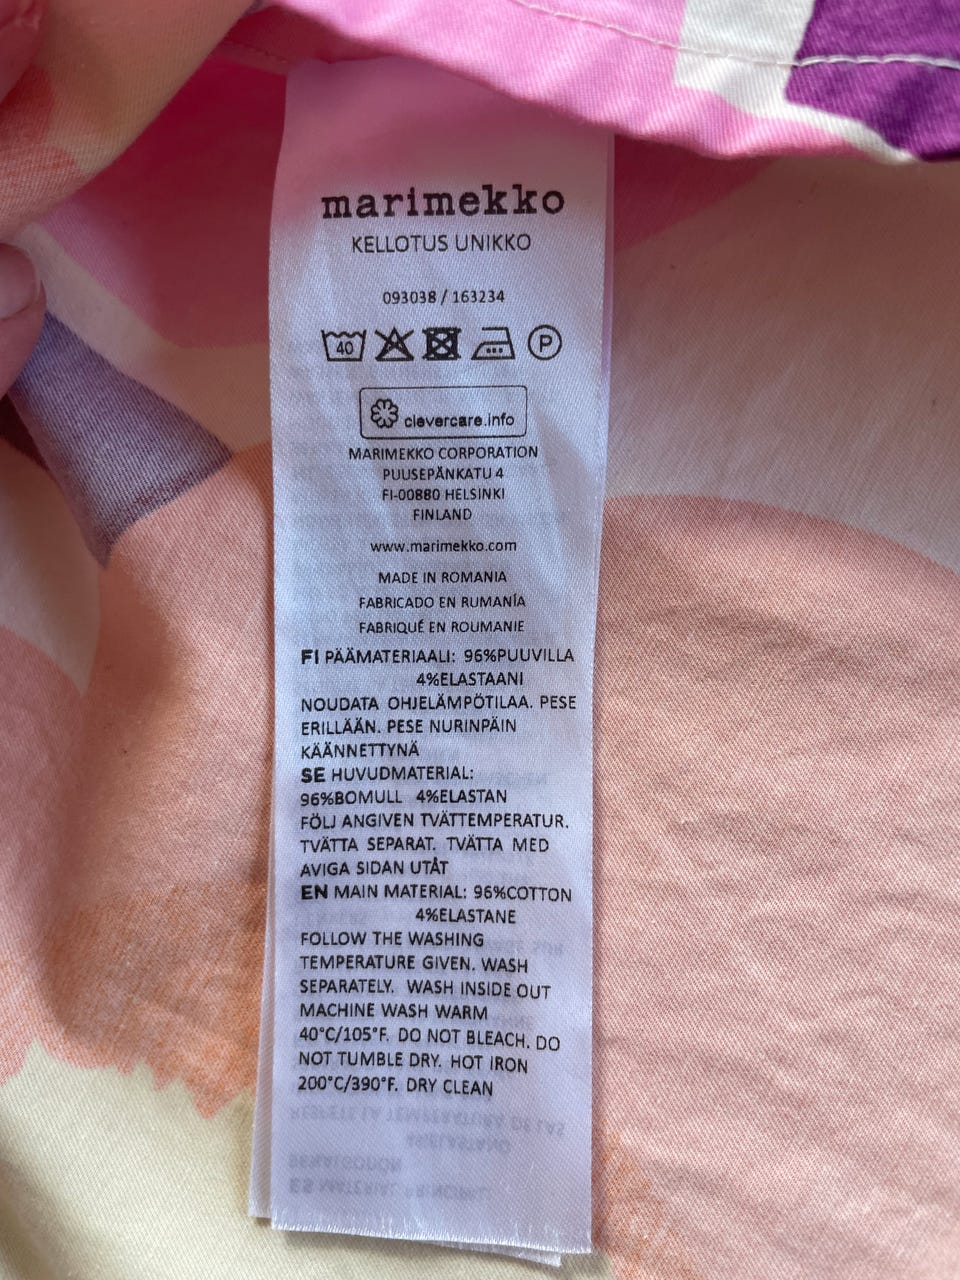 marimekko
KELLOTUS UNIKKO
093038 / 163234
40 P
clevercare.info
MARIMEKKO CORPORATION
PUUSEPÄNKATU 4
FI-00880 HELSINKI
FINLAND
www.marimekko.com
MADE IN ROMANIA
FABRICADO EN RUMANÍA
FABRIQUÉ EN ROUMANIE
FI PÄÄMATERIAALI: 96%PUUVILLA
4%ELASTAANI
NOUDATA OHJELÄMPÖTILAA. PESE
ERILLÄÄN. PESE NURINPÄIN
KÄÄNNETTYNÄ
SE HUVUDMATERIAL:
96%BOMULL 4%ELASTAN
FÖLJ ANGIVEN TVÄTTEMPERATUR.
TVÄTTA SEPARAT. TVÄTTA MED
AVIGA SIDAN UTÅT
EN MAIN MATERIAL: 96%COTTON
4%ELASTANE
FOLLOW THE WASHING
TEMPERATURE GIVEN. WASH
SEPARATELY. WASH INSIDE OUT
MACHINE WASH WARM
40°C/105°F. DO NOT BLEACH. DO
NOT TUMBLE DRY. HOT IRON
200°C/390°F. DRY CLEAN